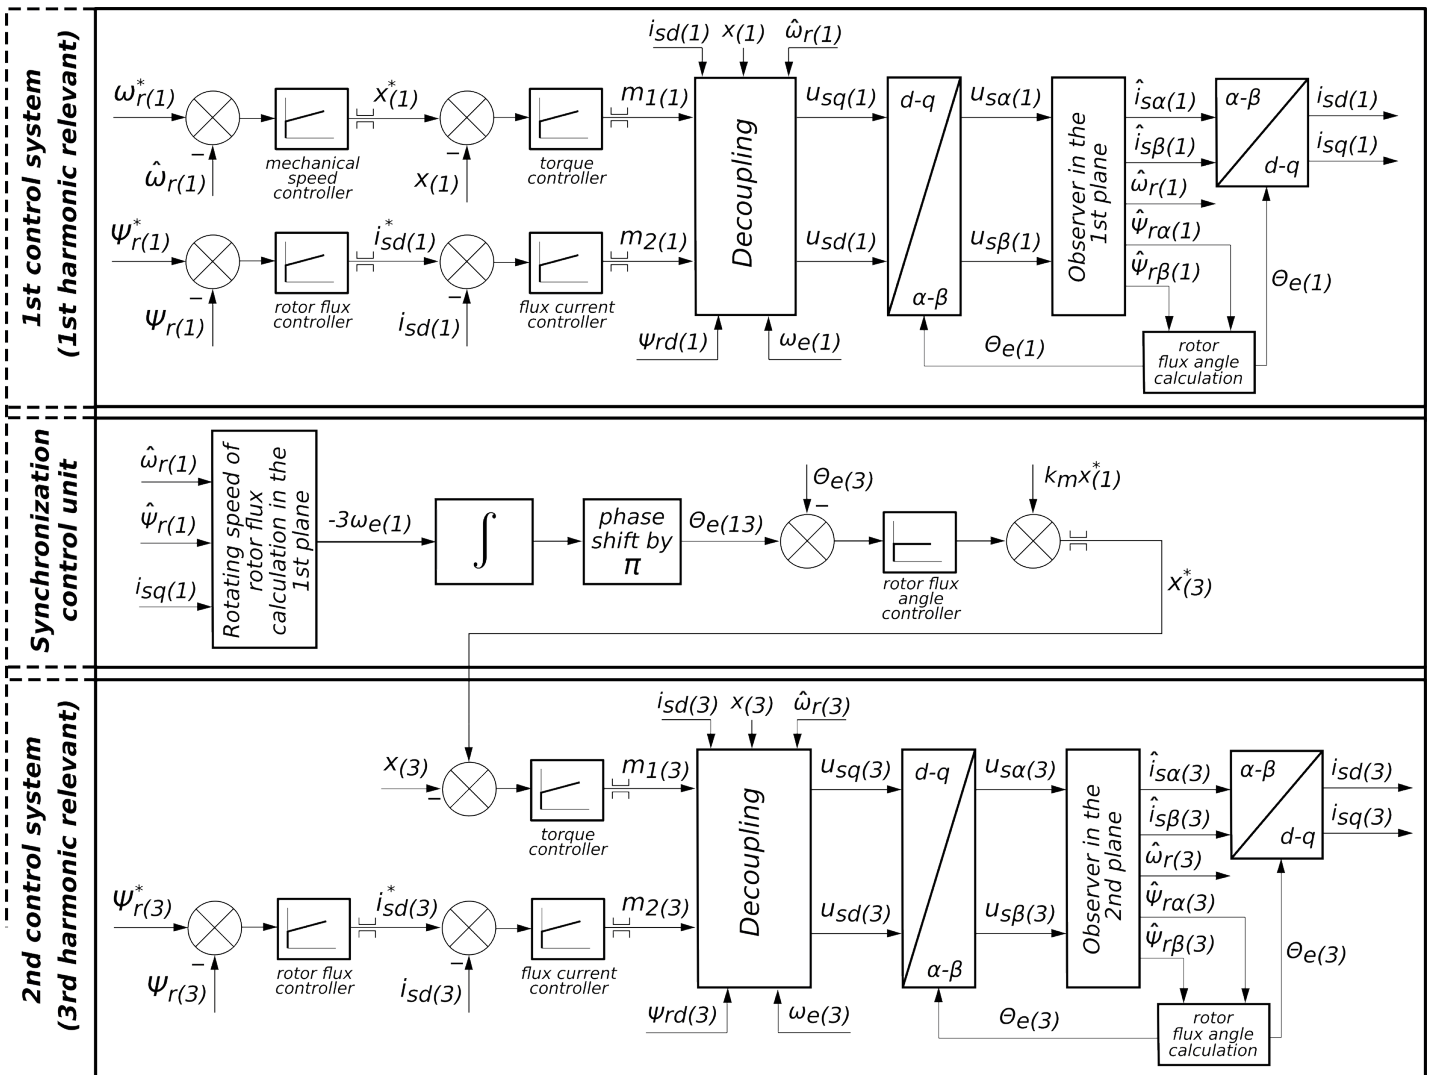 1st control system
(1st harmonic relevant)
isd(1) x(1) ω̂r(1)
ω*r(1) x*(1) m1(1) usq(1) d-q usα(1) îsα(1) α-β isd(1)
− −
ω̂r(1) mechanical
speed
controller
x(1) torque
controller
Decoupling
Observer in the
1st plane
îsβ(1) isq(1)
d-q
ω̂r(1)
Ψ*r(1) i*sd(1) m2(1) usd(1) usβ(1) ψ̂rα(1)
ψ̂rβ(1) Θe(1)
− −
Ψr(1) rotor flux
controller
isd(1) flux current
controller
α-β
Ψrd(1) ωe(1) Θe(1) rotor
flux angle
calculation
Synchronization
control unit
ω̂r(1)
ψ̂r(1)
isq(1)
Rotating speed of
rotor flux
calculation in the
1st plane
-3ωe(1) ∫ phase
shift by
π
Θe(13) Θe(3)
−
rotor flux
angle
controller
kmx*(1)
x*(3)
2nd control system
(3rd harmonic relevant)
isd(3) x(3) ω̂r(3)
x(3) m1(3) usq(3) d-q usα(3) îsα(3) α-β isd(3)
−
torque
controller
Decoupling
Observer in the
2nd plane
îsβ(3) isq(3)
d-q
ω̂r(3)
Ψ*r(3) i*sd(3) m2(3) usd(3) usβ(3) ψ̂rα(3)
ψ̂rβ(3) Θe(3)
− −
Ψr(3) rotor flux
controller
isd(3) flux current
controller
α-β
Ψrd(3) ωe(3) Θe(3) rotor
flux angle
calculation